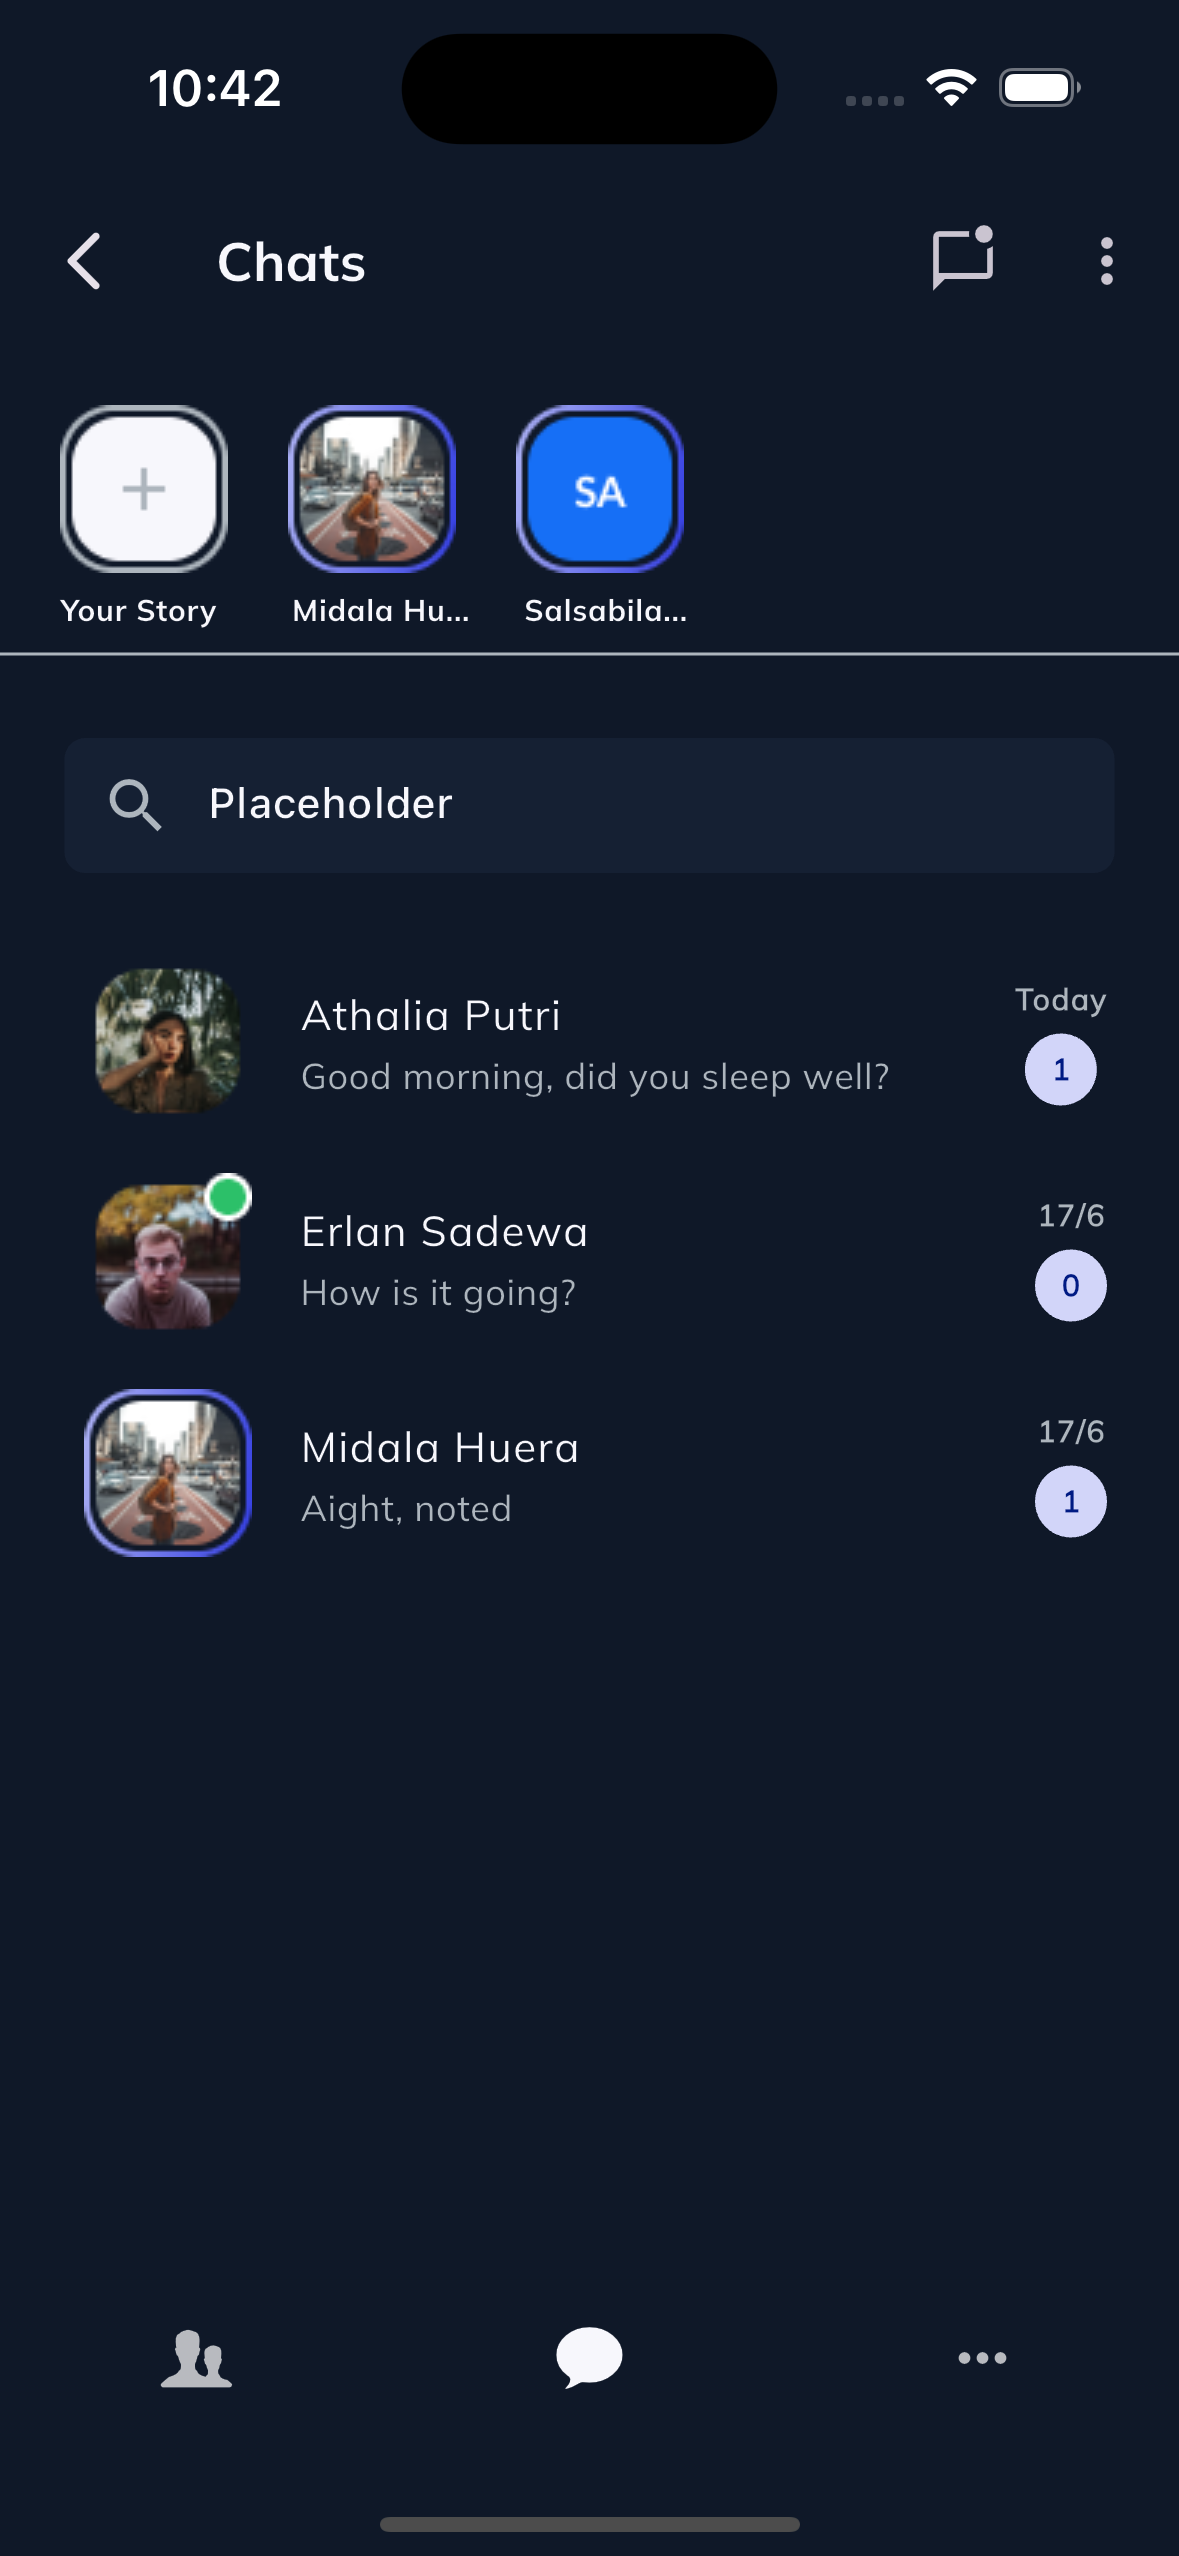 10:42
Chats
SA
Your Story
Midala Hu...
Salsabila...
Placeholder
Athalia Putri
Today
Good morning, did you sleep well?
1
Erlan Sadewa
17/6
How is it going?
0
Midala Huera
17/6
Aight, noted
1